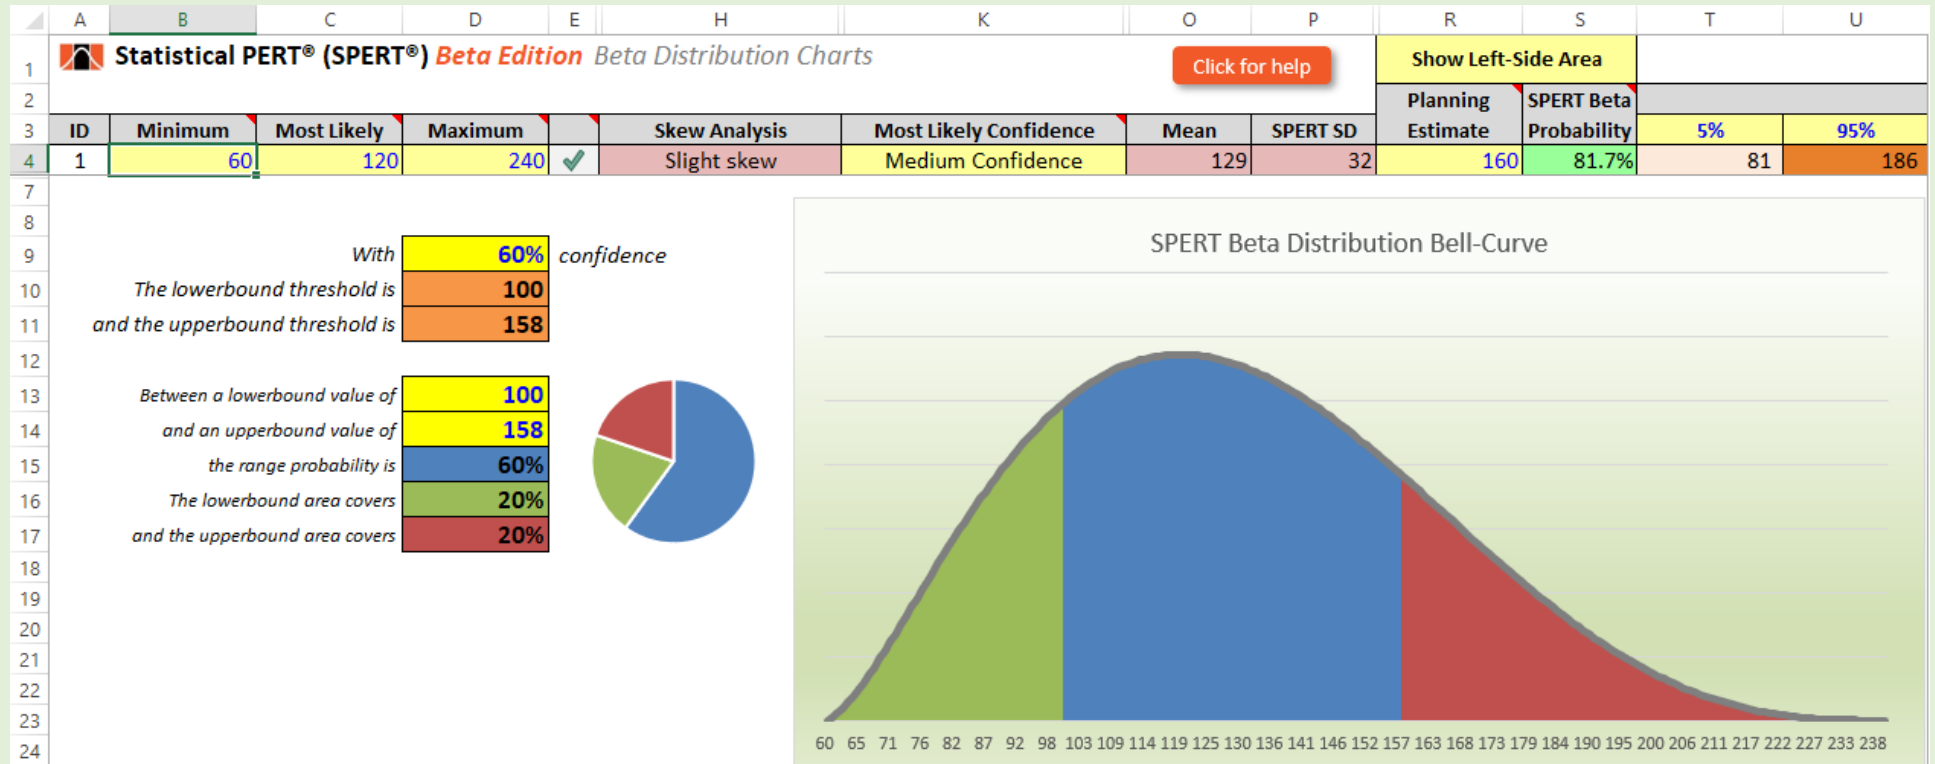 A B C D E H K O P R S T U
1 Statistical PERT® (SPERT®) Beta Edition Beta Distribution Charts Click for help Show Left-Side Area
2 Planning SPERT Beta
3 ID Minimum Most Likely Maximum Skew Analysis Most Likely Confidence Mean SPERT SD Estimate Probability 5% 95%
4 1 60 120 240 Slight skew Medium Confidence 129 32 160 81.7% 81 186
7
8
9 With 60% confidence
10 The lowerbound threshold is 100
11 and the upperbound threshold is 158
12
13 Between a lowerbound value of 100
14 and an upperbound value of 158
15 the range probability is 60%
16 The lowerbound area covers 20%
17 and the upperbound area covers 20%
18
19
20
21
22
23
24
SPERT Beta Distribution Bell-Curve
60 65 71 76 82 87 92 98 103 109 114 119 125 130 136 141 146 152 157 163 168 173 179 184 190 195 200 206 211 217 222 227 233 238